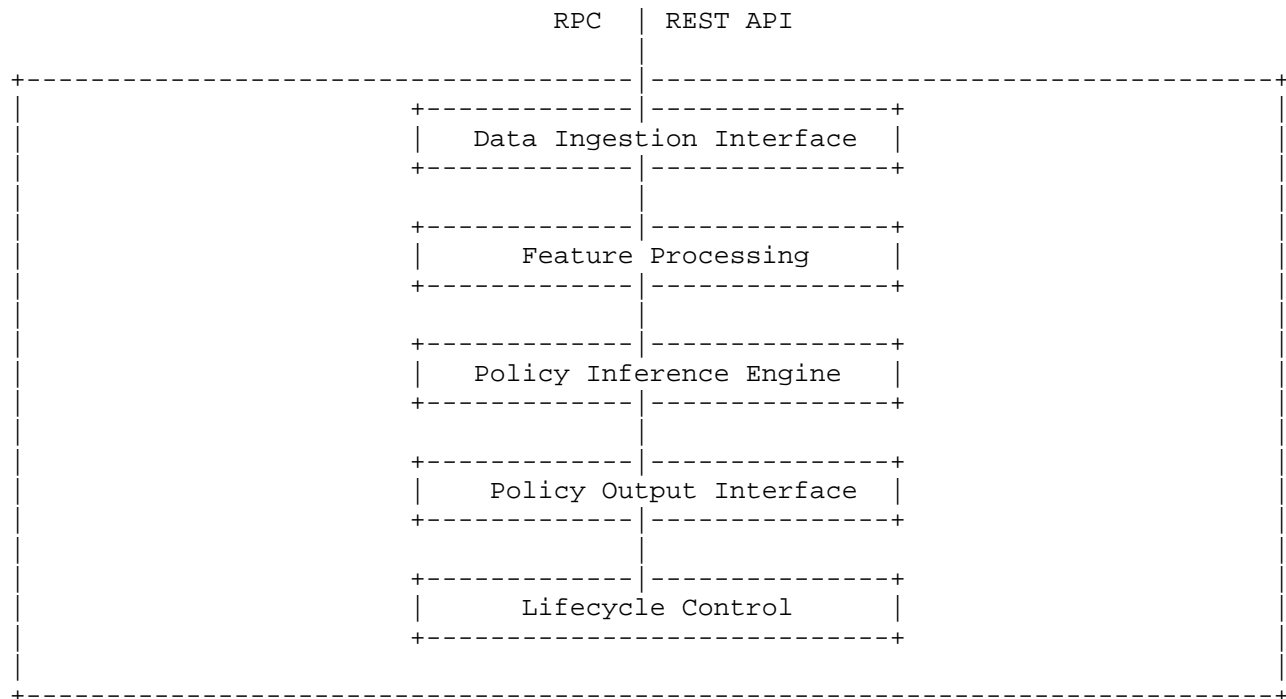 RPC | REST API
Data Ingestion Interface
Feature Processing
Policy Inference Engine
Policy Output Interface
Lifecycle Control